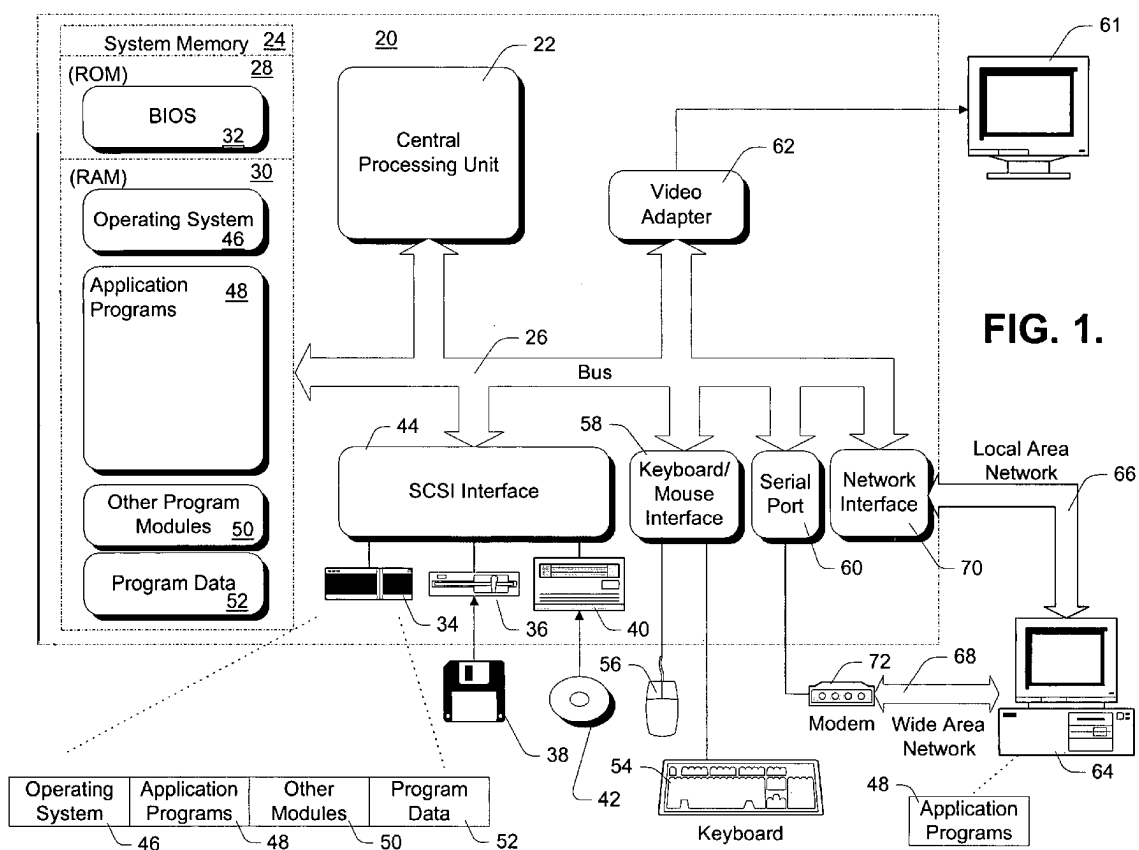 System Memory 24
20
22
61
(ROM) 28
BIOS
32
Central
Processing Unit
62
Video
Adapter
(RAM) 30
Operating System
46
Application 48
Programs
FIG. 1.
26
Bus
44
SCSI Interface
58
Keyboard/
Mouse
Interface
Serial
Port
Network
Interface
Local Area
Network
66
Other Program
Modules 50
Program Data
52
34
36
40
60
70
56
72
68
Modem
Wide Area
Network
38
42
54
64
Keyboard
48
Application
Programs
Operating
System
Application
Programs
Other
Modules
Program
Data
46
48
50
52